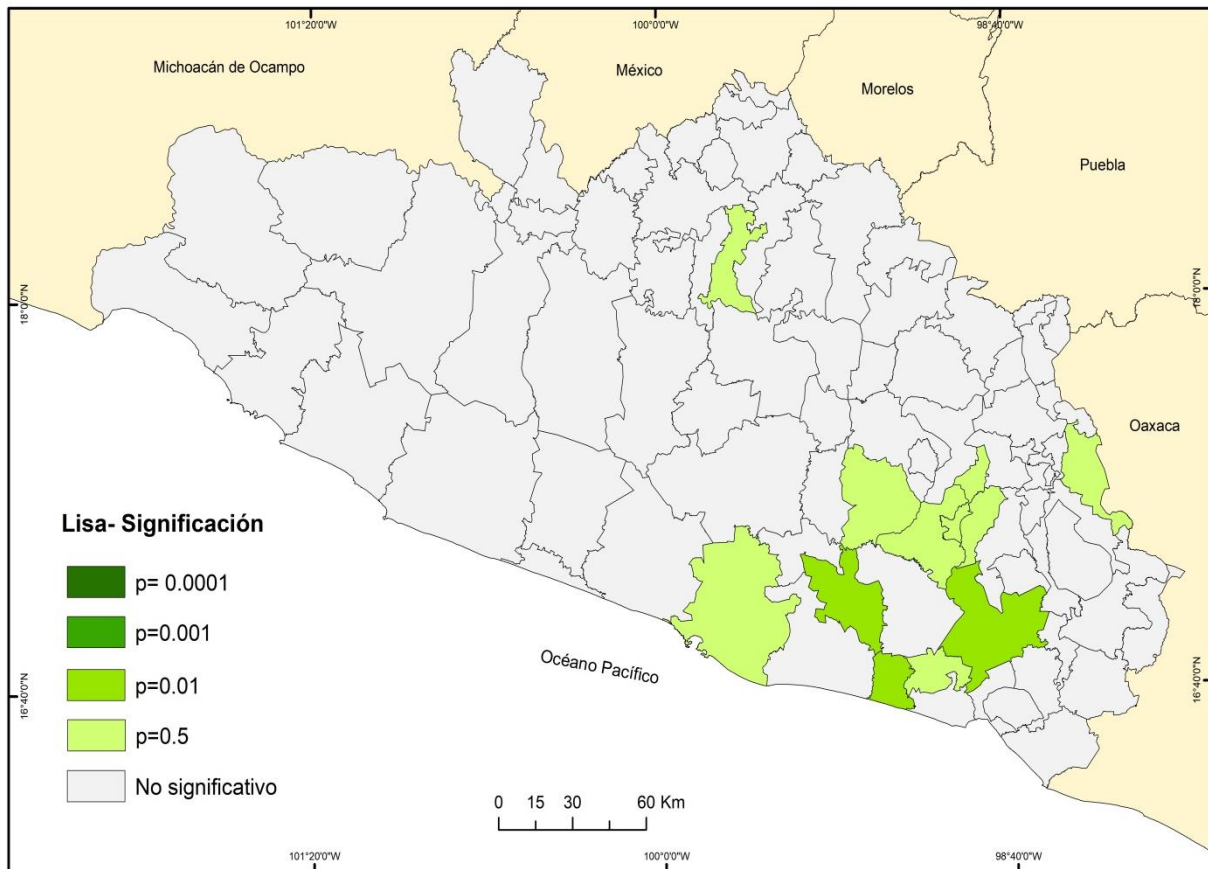 101°20'0"W
100°0'0"W
98°40'0"W
Michoacán de Ocampo
México
Morelos
Puebla
18°0'0"N
18°0'0"N
Oaxaca
Lisa- Significación
p= 0.0001
p=0.001
p=0.01
p=0.5
No significativo
Océano Pacífico
16°40'0"N
16°40'0"N
0 15 30 60 Km
101°20'0"W
100°0'0"W
98°40'0"W